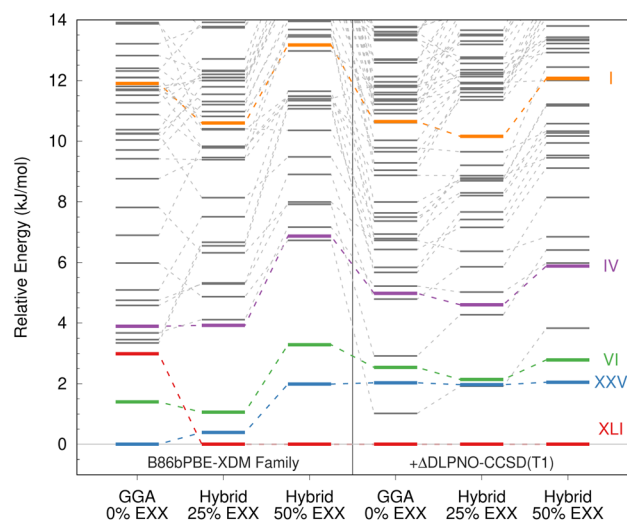 14
12
10
8
6
4
2
0
Relative Energy (kJ/mol)
I
IV
VI
XXV
XLI
B86bPBE-XDM Family
+ΔDLPNO-CCSD(T1)
GGA Hybrid Hybrid GGA Hybrid Hybrid
0% EXX 25% EXX 50% EXX 0% EXX 25% EXX 50% EXX